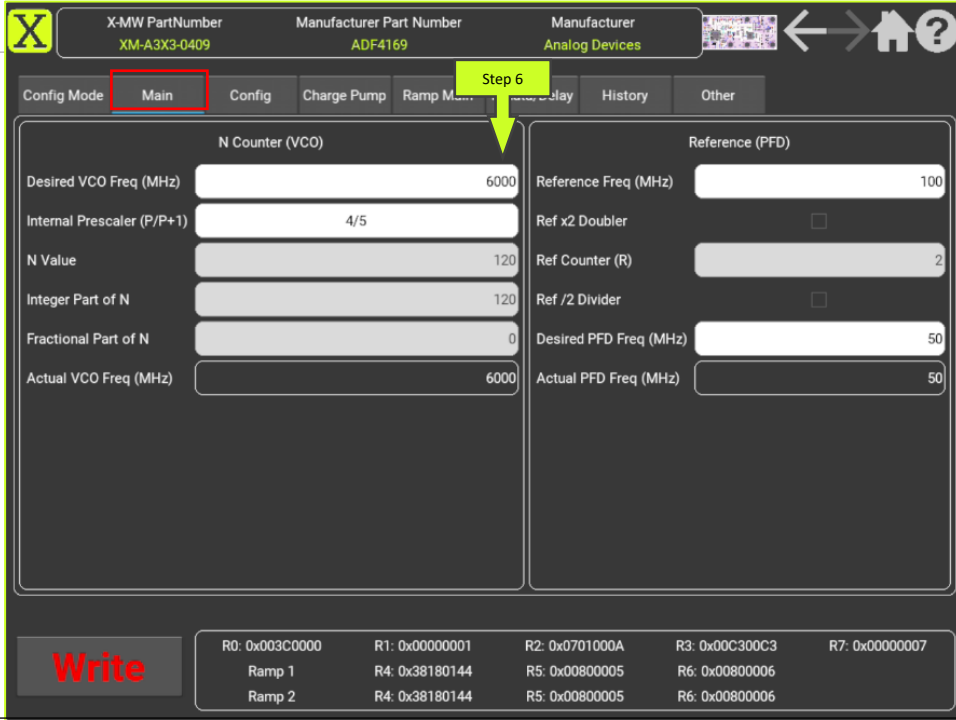 X
X-MW PartNumber
XM-A3X3-0409
Manufacturer Part Number
ADF4169
Manufacturer
Analog Devices
?
Step 6
Config Mode Main Config Charge Pump Ramp History Other
N Counter (VCO)
Desired VCO Freq (MHz) 6000
Internal Prescaler (P/P+1) 4/5
N Value 120
Integer Part of N 120
Fractional Part of N 0
Actual VCO Freq (MHz) 6000
Reference (PFD)
Reference Freq (MHz) 100
Ref x2 Doubler
Ref Counter (R) 2
Ref /2 Divider
Desired PFD Freq (MHz) 50
Actual PFD Freq (MHz) 50
Write
R0: 0x003C0000 R1: 0x00000001 R2: 0x0701000A R3: 0x00C300C3 R7: 0x00000007
Ramp 1 R4: 0x38180144 R5: 0x00800005 R6: 0x00800006
Ramp 2 R4: 0x38180144 R5: 0x00800005 R6: 0x00800006